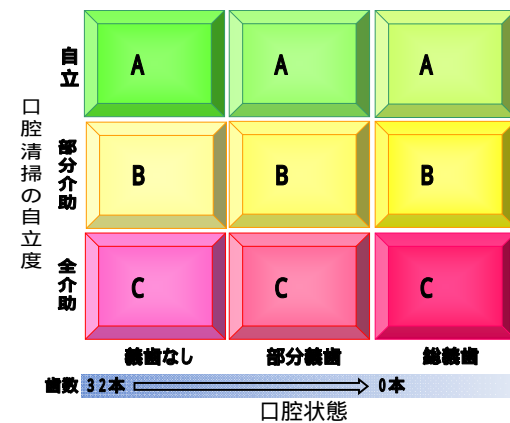 口腔清掃の自立度
自立
A A A
部分介助
B B B
全介助
C C C
義歯なし 部分義歯 総義歯
歯数 32本 0本
口腔状態